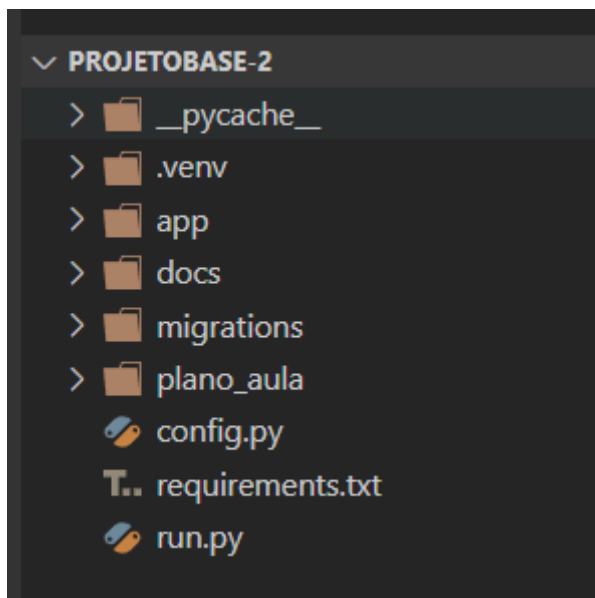 PROJETOBASE-2
__pycache__
.venv
app
docs
migrations
plano_aula
config.py
T.. requirements.txt
run.py